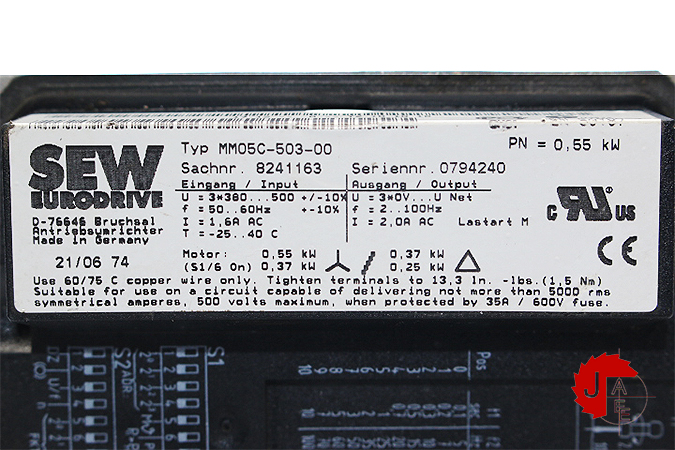 SEW
EURODRIVE
D-76646 Bruchsal
Antriebsumrichter
Made in Germany
21/06 74
Typ MM05C-503-00 PN = 0,55 kW
Sachnr. 8241163 Seriennr. 0794240
Eingang / Input Ausgang / Output
U = 3*380...500 +/-10% U = 3*0V...U Net
f = 50..60Hz +-10% f = 2...100Hz
I = 1,6A AC I = 2,0A AC Lastart M
T = -25..40 C
Motor: 0,55 kW 0,37 kW
(S1/6 On) 0,37 kW 0,25 kW
C UR US
CE
Use 60/75 C copper wire only. Tighten terminals to 13,3 In. -lbs.(1,5 Nm)
Suitable for use on a circuit capable of delivering not more than 5000 rms
symmetrical amperes, 500 volts maximum, when protected by 35A / 600V fuse.
S1
S2
Pos
JAE